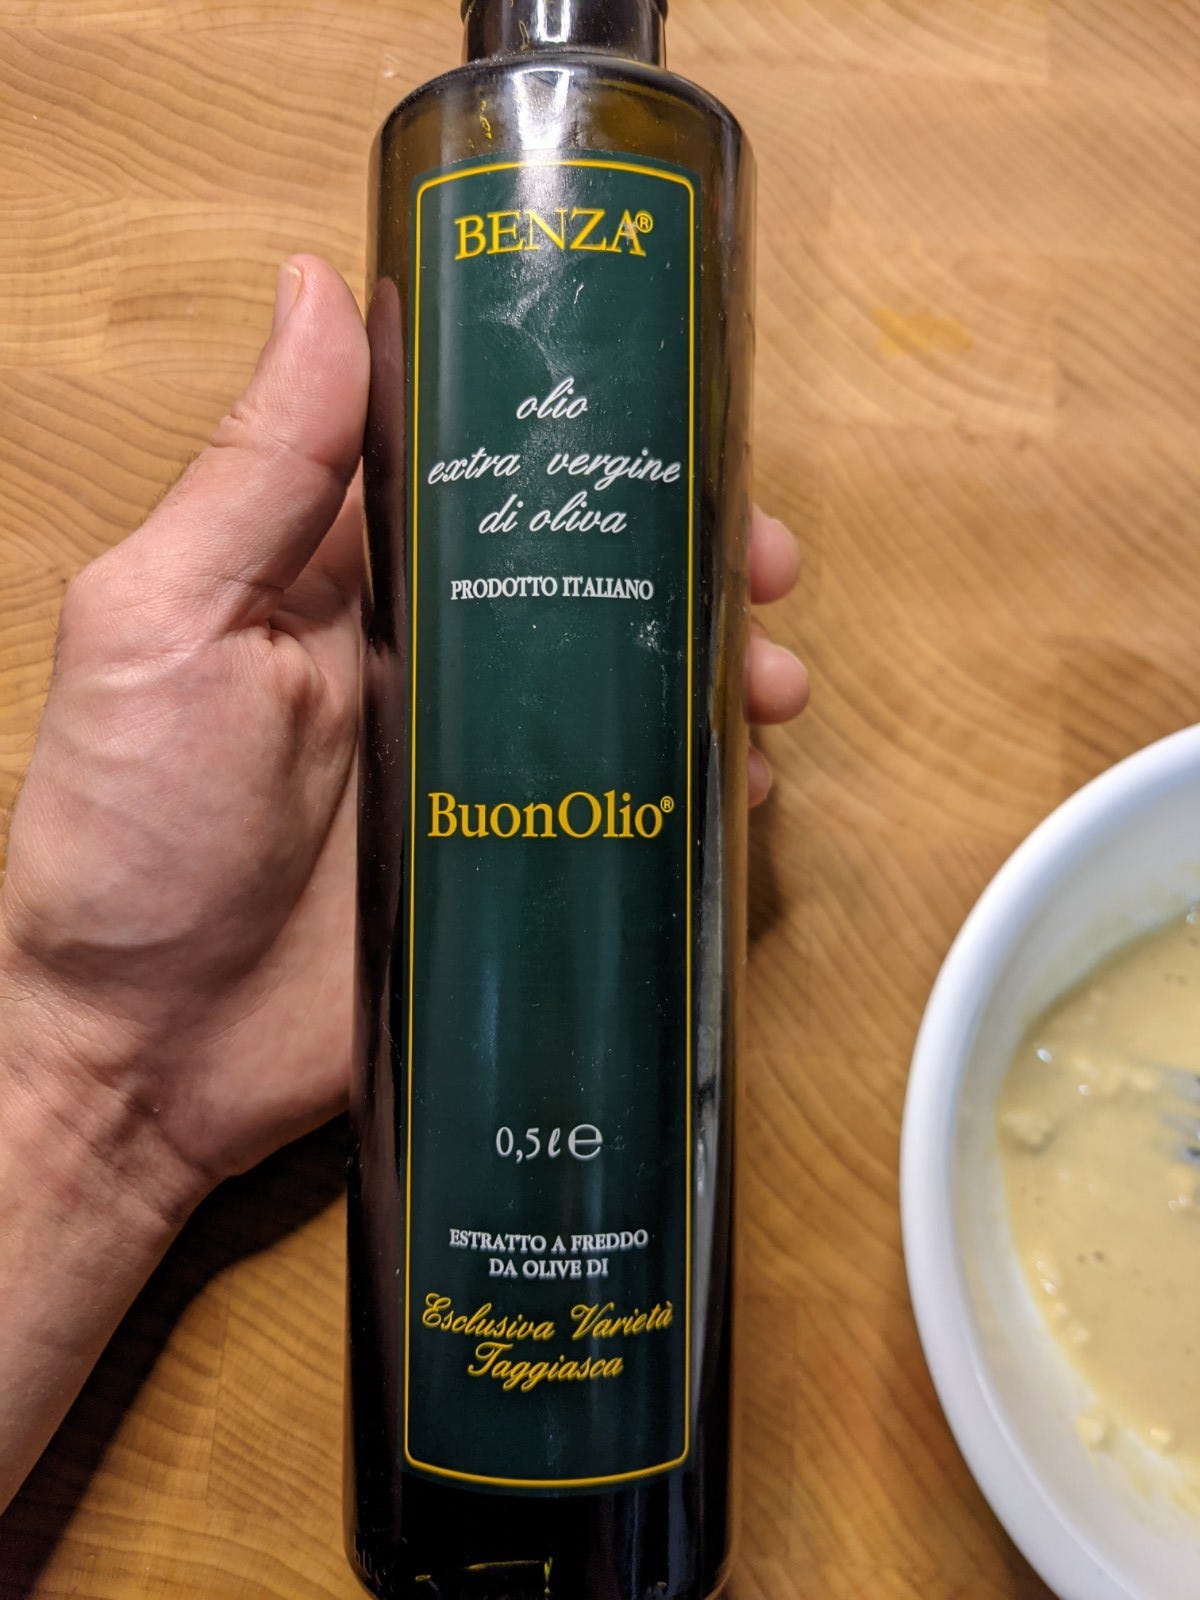 BENZA®
olio
extra vergine
di oliva
PRODOTTO ITALIANO
BuonOlio®
0,5 ℓ ℮
ESTRATTO A FREDDO
DA OLIVE DI
Esclusiva Varietà
Taggiasca